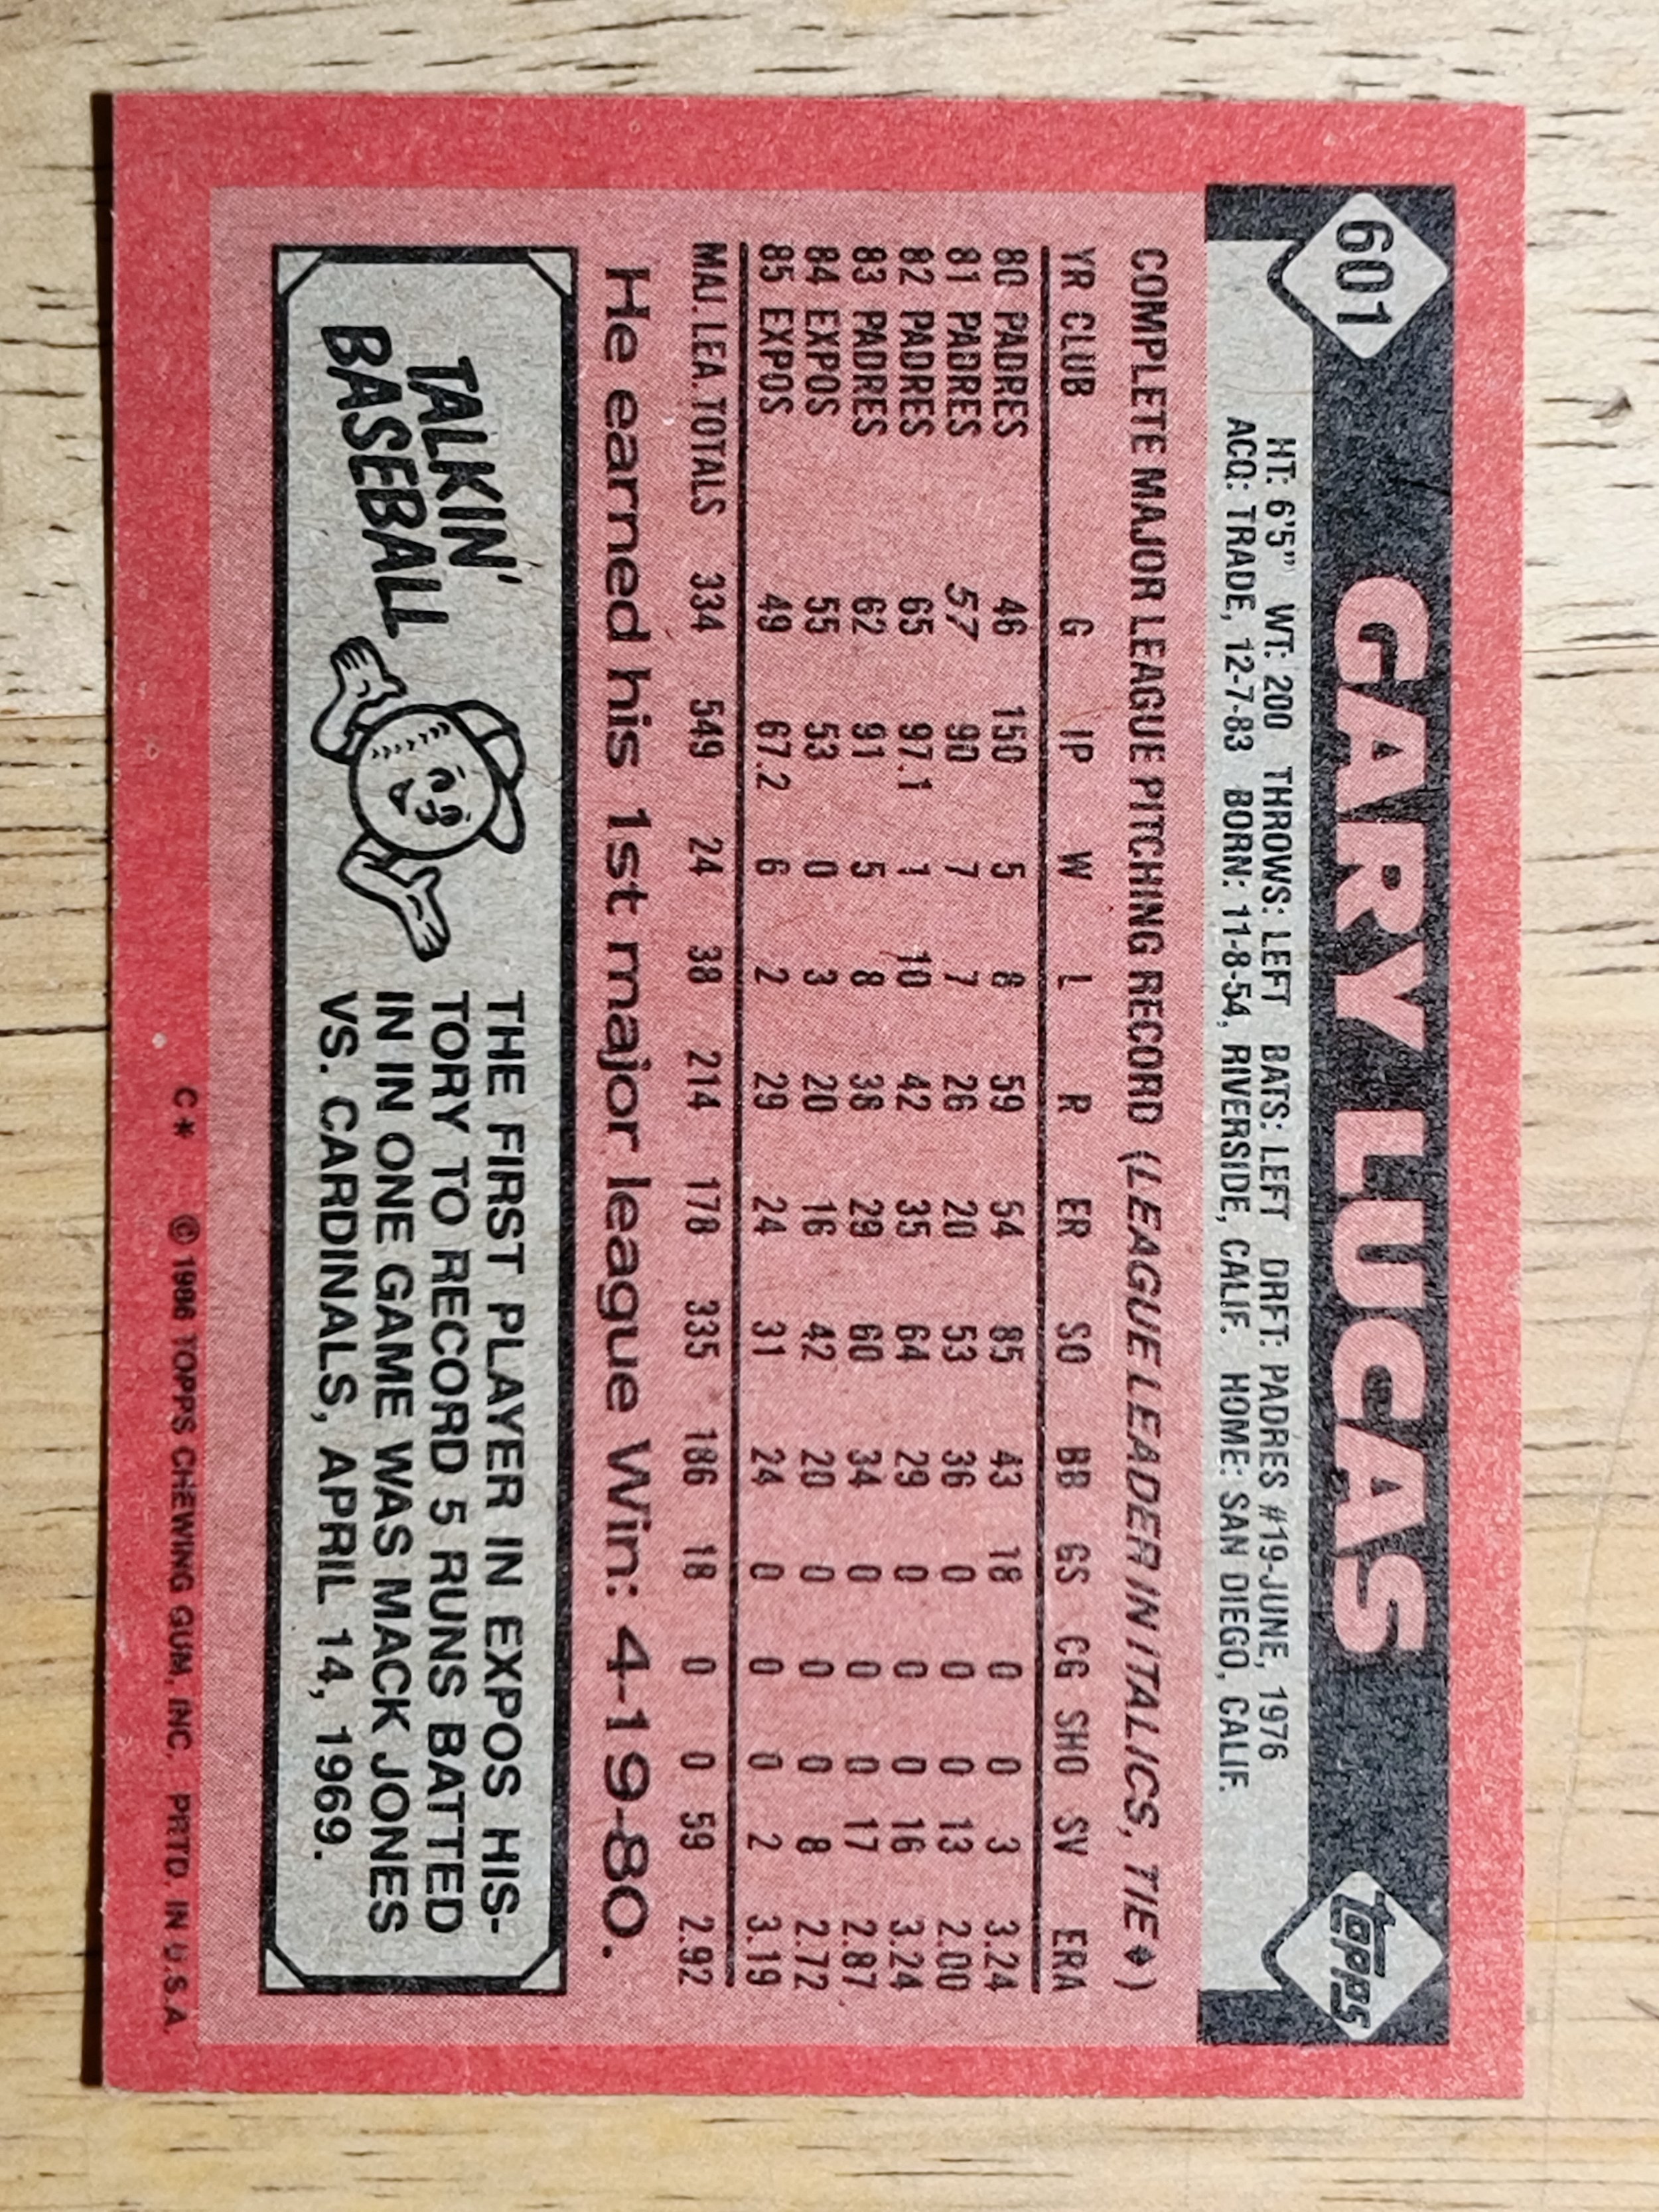 601
GARY LUCAS
topps
HT: 6'5" WT: 200 THROWS: LEFT BATS: LEFT DRFT: PADRES #19-JUNE, 1976
ACQ: TRADE, 12-7-83 BORN: 11-8-54, RIVERSIDE, CALIF. HOME: SAN DIEGO, CALIF.
COMPLETE MAJOR LEAGUE PITCHING RECORD (LEAGUE LEADER IN ITALICS, TIE ♦)
YR CLUB G IP W L R ER SO BB GS CG SHO SV ERA
80 PADRES 46 150 5 8 59 54 85 43 18 0 0 3 3.24
81 PADRES 57 90 7 7 26 20 53 36 0 0 0 13 2.00
82 PADRES 65 97.1 1 10 42 35 64 29 0 0 0 16 3.24
83 PADRES 62 91 5 8 38 29 60 34 0 0 0 17 2.87
84 EXPOS 55 53 0 3 20 16 42 20 0 0 0 8 2.72
85 EXPOS 49 67.2 6 2 29 24 31 24 0 0 0 2 3.19
MAJ. LEA. TOTALS 334 549 24 38 214 178 335 186 18 0 0 59 2.92
He earned his 1st major league Win: 4-19-80.
TALKIN'
BASEBALL
THE FIRST PLAYER IN EXPOS HIS-
TORY TO RECORD 5 RUNS BATTED
IN IN ONE GAME WAS MACK JONES
VS. CARDINALS, APRIL 14, 1969.
C* © 1986 TOPPS CHEWING GUM, INC. PRTD. IN U.S.A.